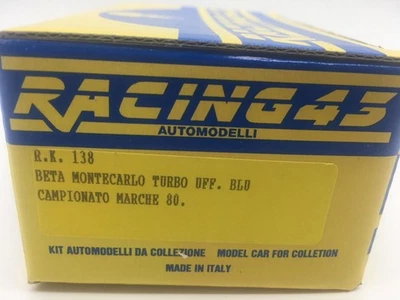 RACING43
AUTOMODELLI
R.K. 138
BETA MONTECARLO TURBO UFF. BLU
CAMPIONATO MARCHE 80.
KIT AUTOMODELLI DA COLLEZIONE MODEL CAR FOR COLLETION
MADE IN ITALY